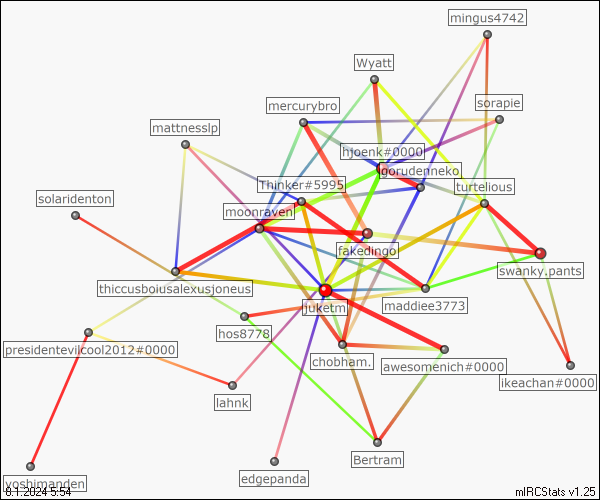 mingus4742
Wyatt
mercurybro
sorapie
mattnesslp
hjoenk#0000
gorudenneko
Thinker#5995
turtelious
solaridenton
moonraven
fakedingo
swanky.pants
thiccusboiusalexusjoneus
juketm
maddiee3773
hos8778
presidentevilcool2012#0000
chobham.
awesomenich#0000
ikeachan#0000
lahnk
Bertram
edgepanda
yoshimanden
8.1.2024 5:54
mIRCStats v1.25